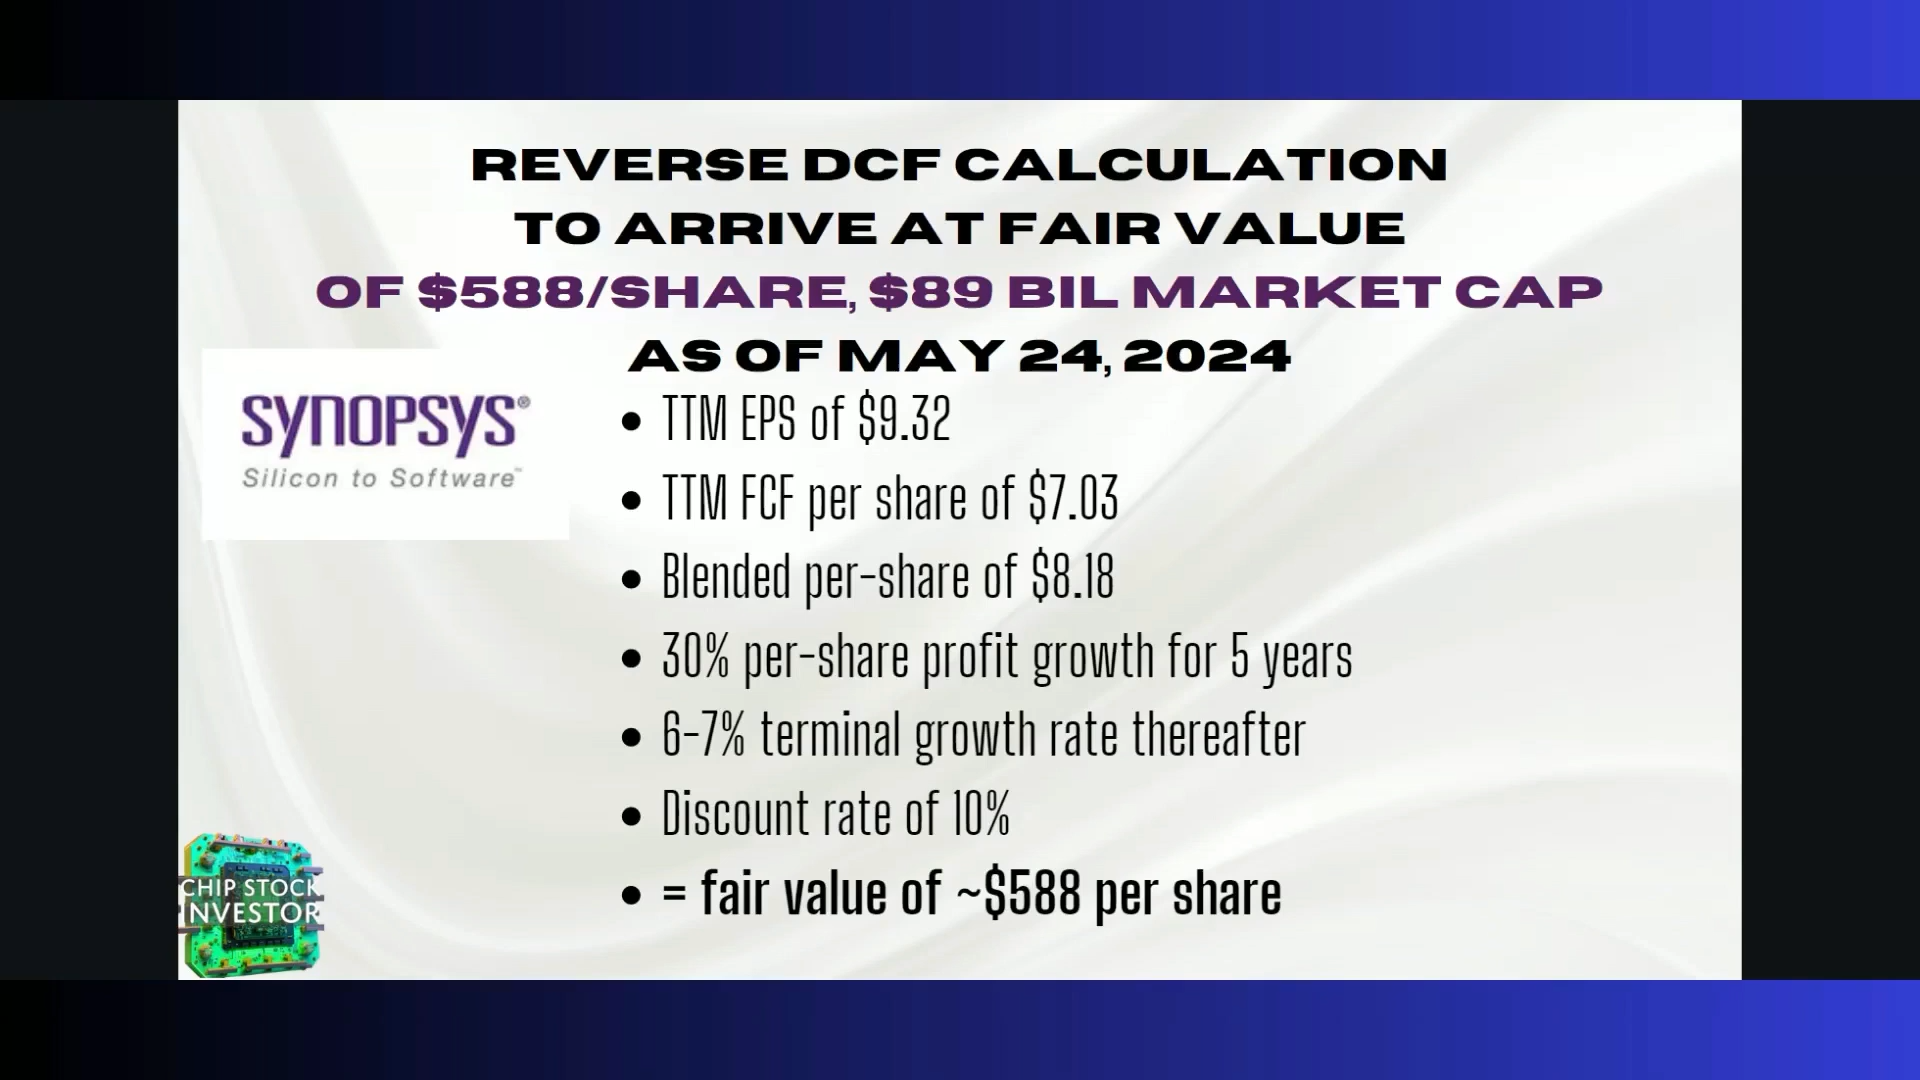 REVERSE DCF CALCULATION
TO ARRIVE AT FAIR VALUE
OF $588/SHARE, $89 BIL MARKET CAP
AS OF MAY 24, 2024
SYNOPSYS®
Silicon to Software™
• TTM EPS of $9.32
• TTM FCF per share of $7.03
• Blended per-share of $8.18
• 30% per-share profit growth for 5 years
• 6-7% terminal growth rate thereafter
• Discount rate of 10%
• = fair value of ~$588 per share
CHIP STOCK
INVESTOR